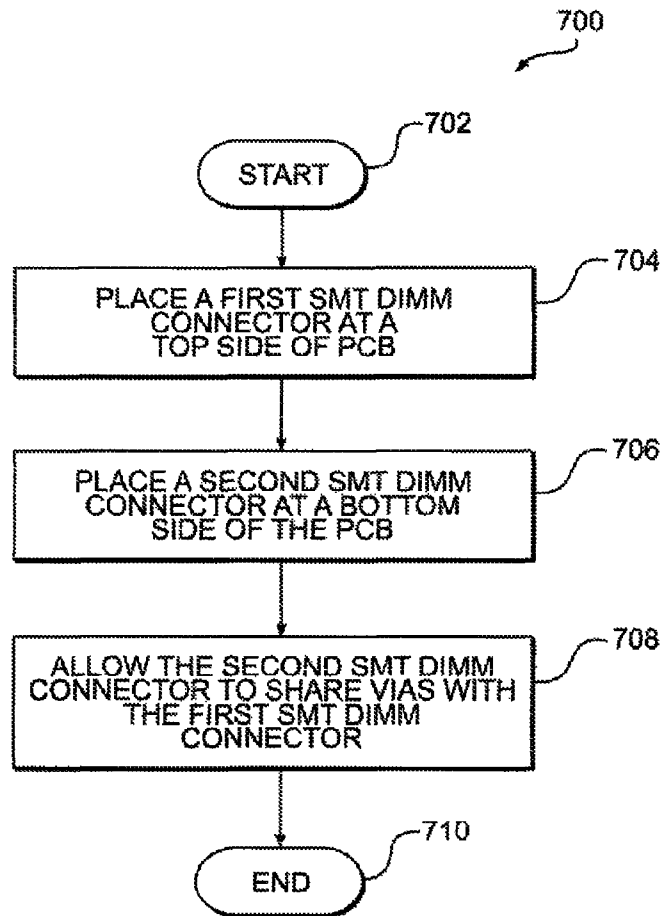 700
702
START
704
PLACE A FIRST SMT DIMM
CONNECTOR AT A
TOP SIDE OF PCB
706
PLACE A SECOND SMT DIMM
CONNECTOR AT A BOTTOM
SIDE OF THE PCB
708
ALLOW THE SECOND SMT DIMM
CONNECTOR TO SHARE VIAS WITH
THE FIRST SMT DIMM
CONNECTOR
710
END